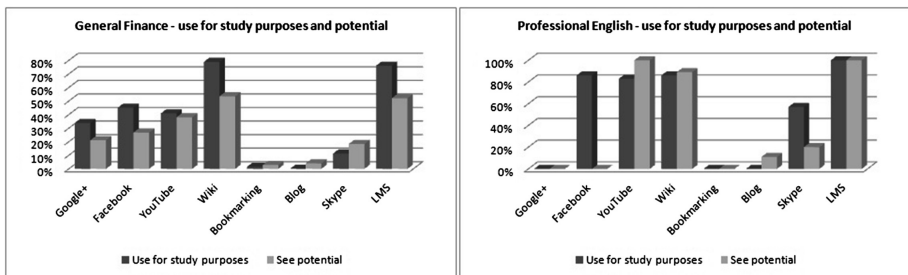 General Finance - use for study purposes and potential
80%
70%
60%
50%
40%
30%
20%
10%
0%
Google+
Facebook
YouTube
Wiki
Bookmarking
Blog
Skype
LMS
Use for study purposes
See potential
Professional English - use for study purposes and potential
100%
80%
60%
40%
20%
0%
Google+
Facebook
YouTube
Wiki
Bookmarking
Blog
Skype
LMS
Use for study purposes
See potential